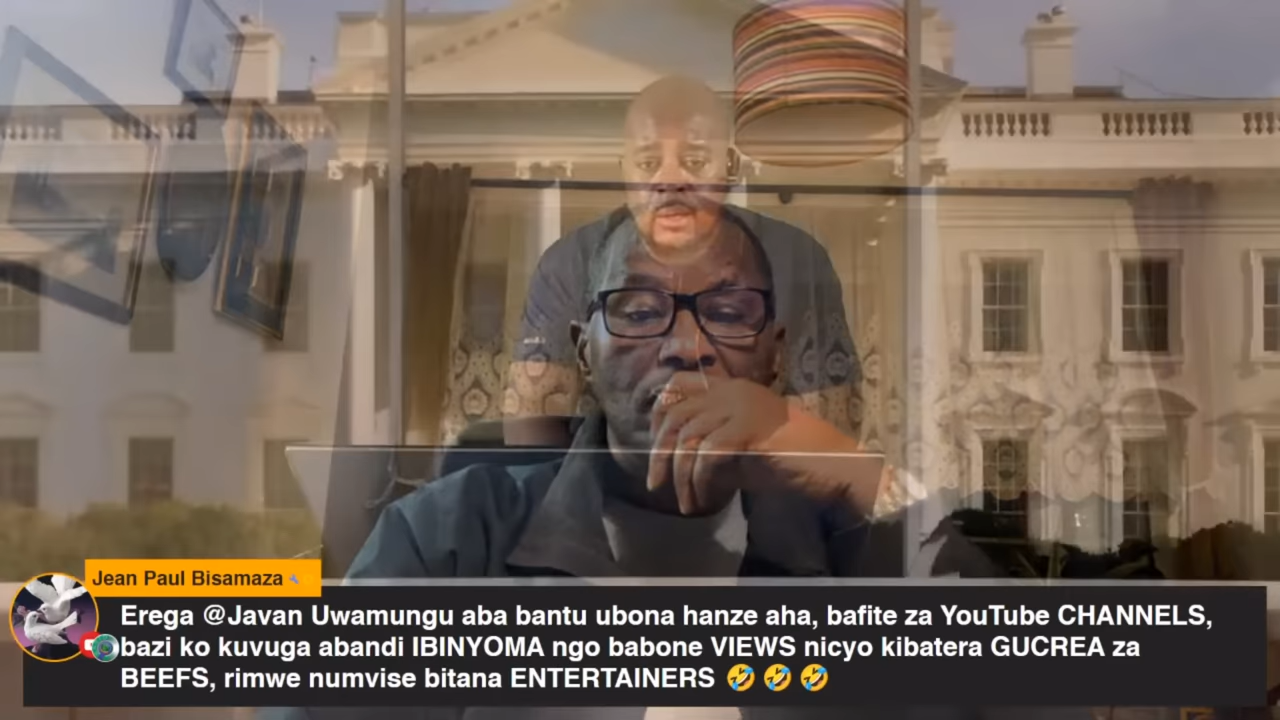 Jean Paul Bisamaza
Erega @Javan Uwamungu aba bantu ubona hanze aha, bafite za YouTube CHANNELS,
bazi ko kuvuga abandi IBINYOMA ngo babone VIEWS nicyo kibatera GUCREA za
BEEFS, rimwe numvise bitana ENTERTAINERS 🤣🤣🤣